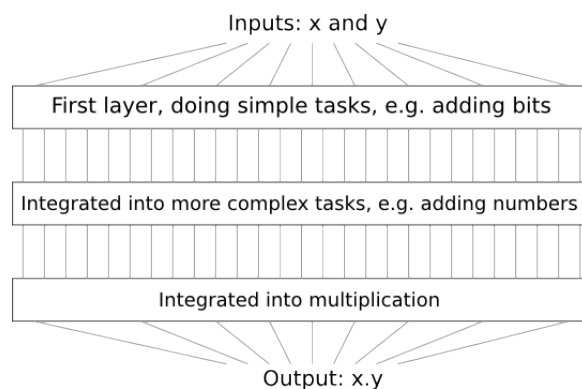 Inputs: x and y
First layer, doing simple tasks, e.g. adding bits
Integrated into more complex tasks, e.g. adding numbers
Integrated into multiplication
Output: x.y